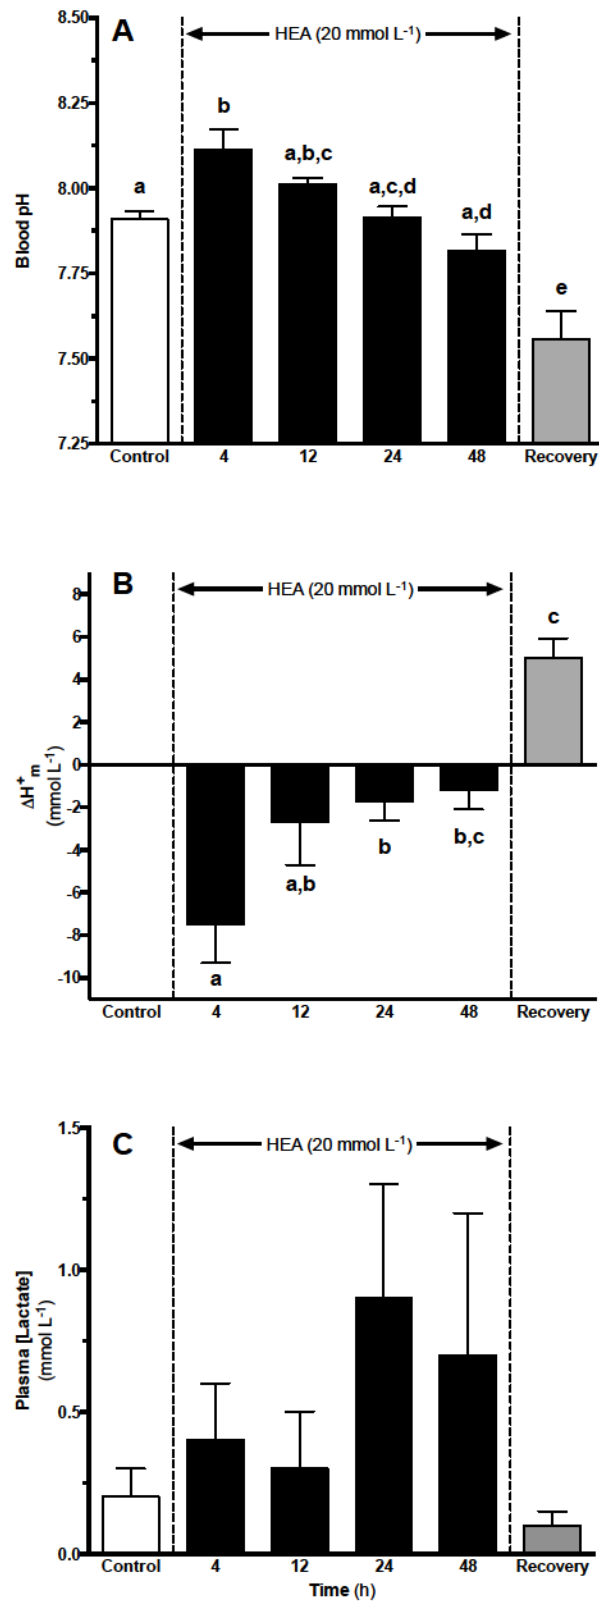 A
HEA (20 mmol L⁻¹)
8.50
8.25
8.00
7.75
7.50
7.25
Blood pH
a
b
a,b,c
a,c,d
a,d
e
Control 4 12 24 48 Recovery
B
HEA (20 mmol L⁻¹)
8
6
4
2
0
-2
-4
-6
-8
-10
ΔH⁺m
(mmol L⁻¹)
c
a
a,b
b
b,c
Control 4 12 24 48 Recovery
C
HEA (20 mmol L⁻¹)
1.5
1.0
0.5
0.0
Plasma [Lactate]
(mmol L⁻¹)
Control 4 12 24 48 Recovery
Time (h)